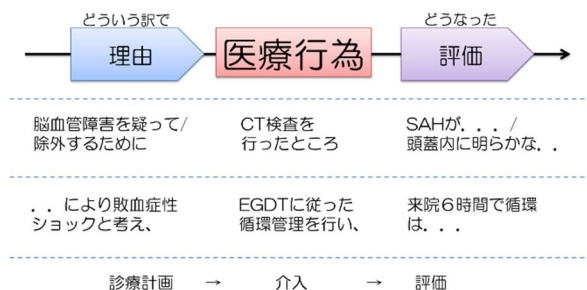 どういう訳で
どうなった
理由
医療行為
評価
脳血管障害を疑って/
除外するために
CT検査を
行ったところ
SAHが．．．/
頭蓋内に明らかな．．
．．により敗血症性
ショックと考え、
EGDTに従った
循環管理を行い、
来院６時間で循環
は．．．
診療計画 → 介入 → 評価